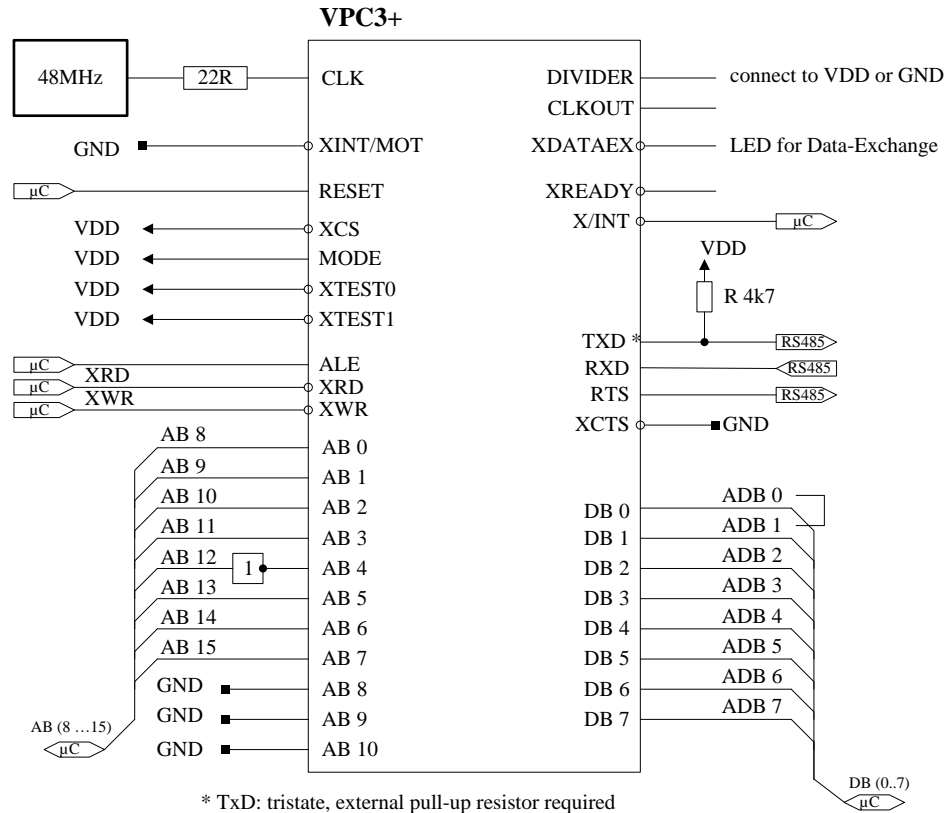 VPC3+
48MHz 22R CLK DIVIDER connect to VDD or GND
CLKOUT
GND XINT/MOT XDATAEX LED for Data-Exchange
µC RESET XREADY
VDD XCS X/INT µC
VDD MODE VDD
VDD XTEST0 R 4k7
VDD XTEST1
TXD * RS485
µC ALE RXD RS485
µC XRD XRD RTS RS485
µC XWR XWR
XCTS GND
AB 8 AB 0
AB 9 AB 1
AB 10 AB 2 DB 0 ADB 0
AB 11 AB 3 DB 1 ADB 1
AB 12 1 AB 4 DB 2 ADB 2
AB 13 AB 5 DB 3 ADB 3
AB 14 AB 6 DB 4 ADB 4
AB 15 AB 7 DB 5 ADB 5
GND AB 8 DB 6 ADB 6
GND AB 9 DB 7 ADB 7
AB (8 ...15)
µC GND AB 10
DB (0..7)
µC
* TxD: tristate, external pull-up resistor required